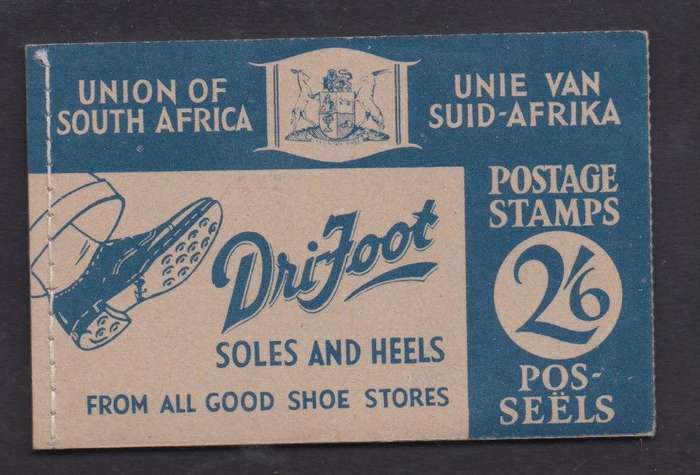 UNION OF
SOUTH AFRICA
UNIE VAN
SUID-AFRIKA
DriFoot
SOLES AND HEELS
FROM ALL GOOD SHOE STORES
POSTAGE
STAMPS
2/6
POS-
SEËLS